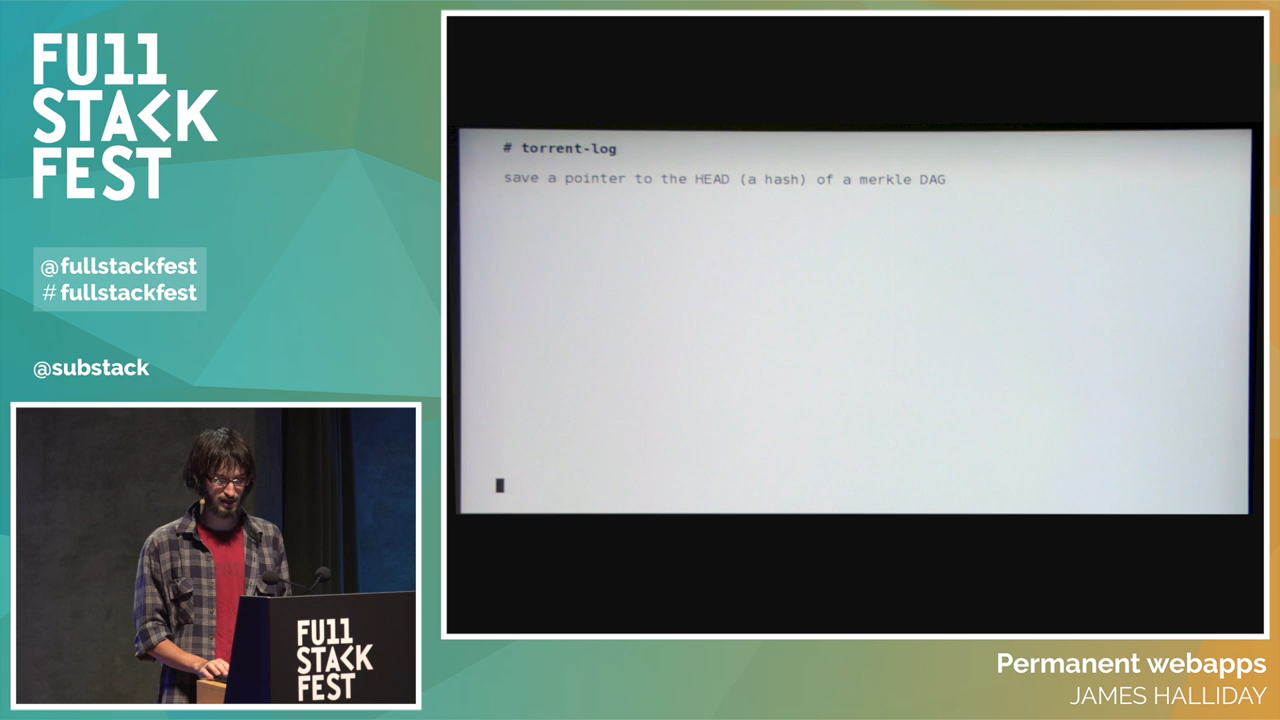 FU11
STACK
FEST
@fullstackfest
# fullstackfest
@substack
# torrent-log
save a pointer to the HEAD (a hash) of a merkle DAG
FU11
STACK
FEST
Permanent webapps
JAMES HALLIDAY